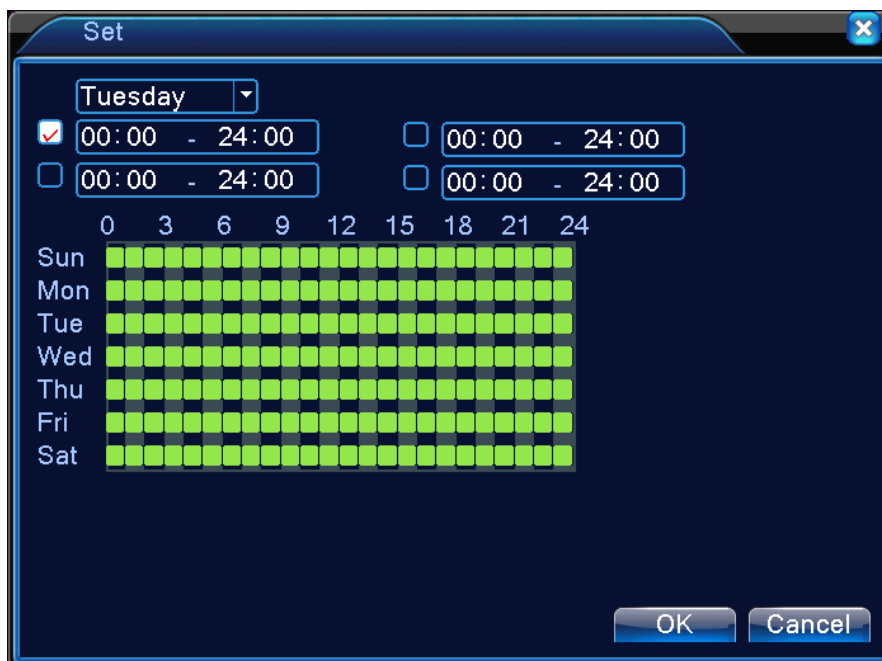 Set
Tuesday
00:00 - 24:00 00:00 - 24:00
00:00 - 24:00 00:00 - 24:00
0 3 6 9 12 15 18 21 24
Sun
Mon
Tue
Wed
Thu
Fri
Sat
OK Cancel